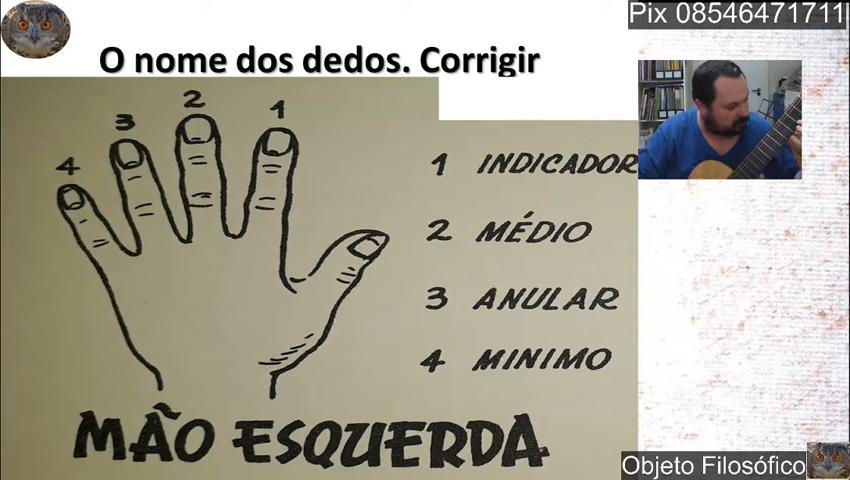 Pix 08546471711
O nome dos dedos. Corrigir
4
3
2
1
1 INDICADOR
2 MÉDIO
3 ANULAR
4 MINIMO
MÃO ESQUERDA
Objeto Filosófico